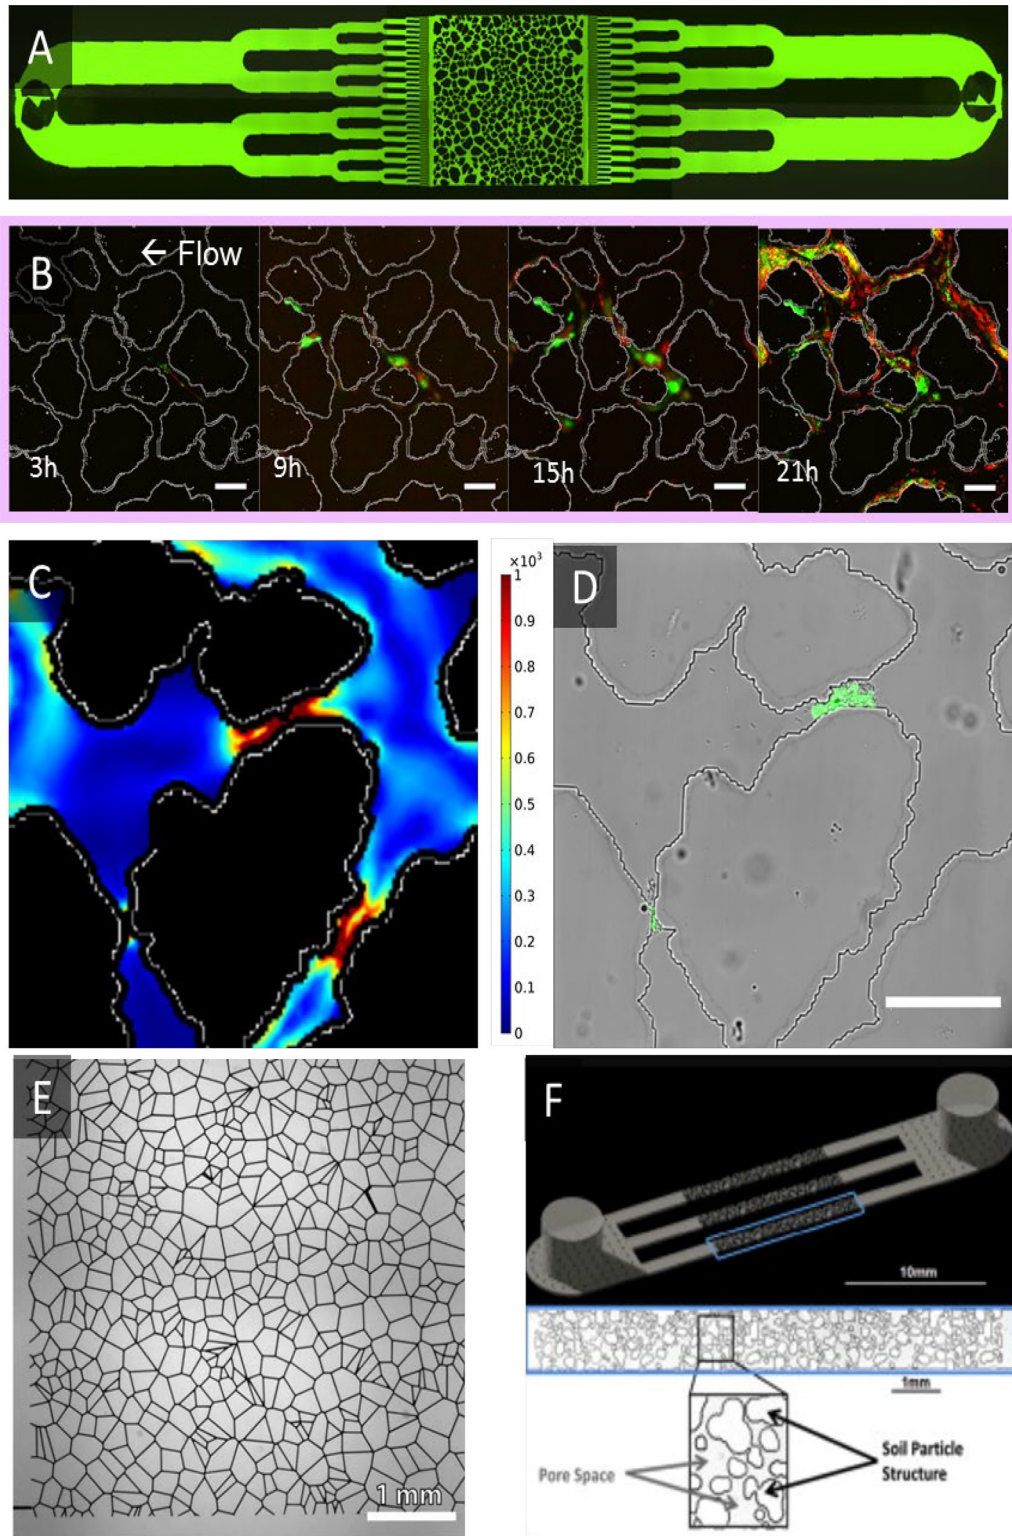 A
B
← Flow
3h
9h
15h
21h
C
×10³
1
0.9
0.8
0.7
0.6
0.5
0.4
0.3
0.2
0.1
0
D
E
1 mm
F
10mm
1mm
Pore Space
Soil Particle
Structure